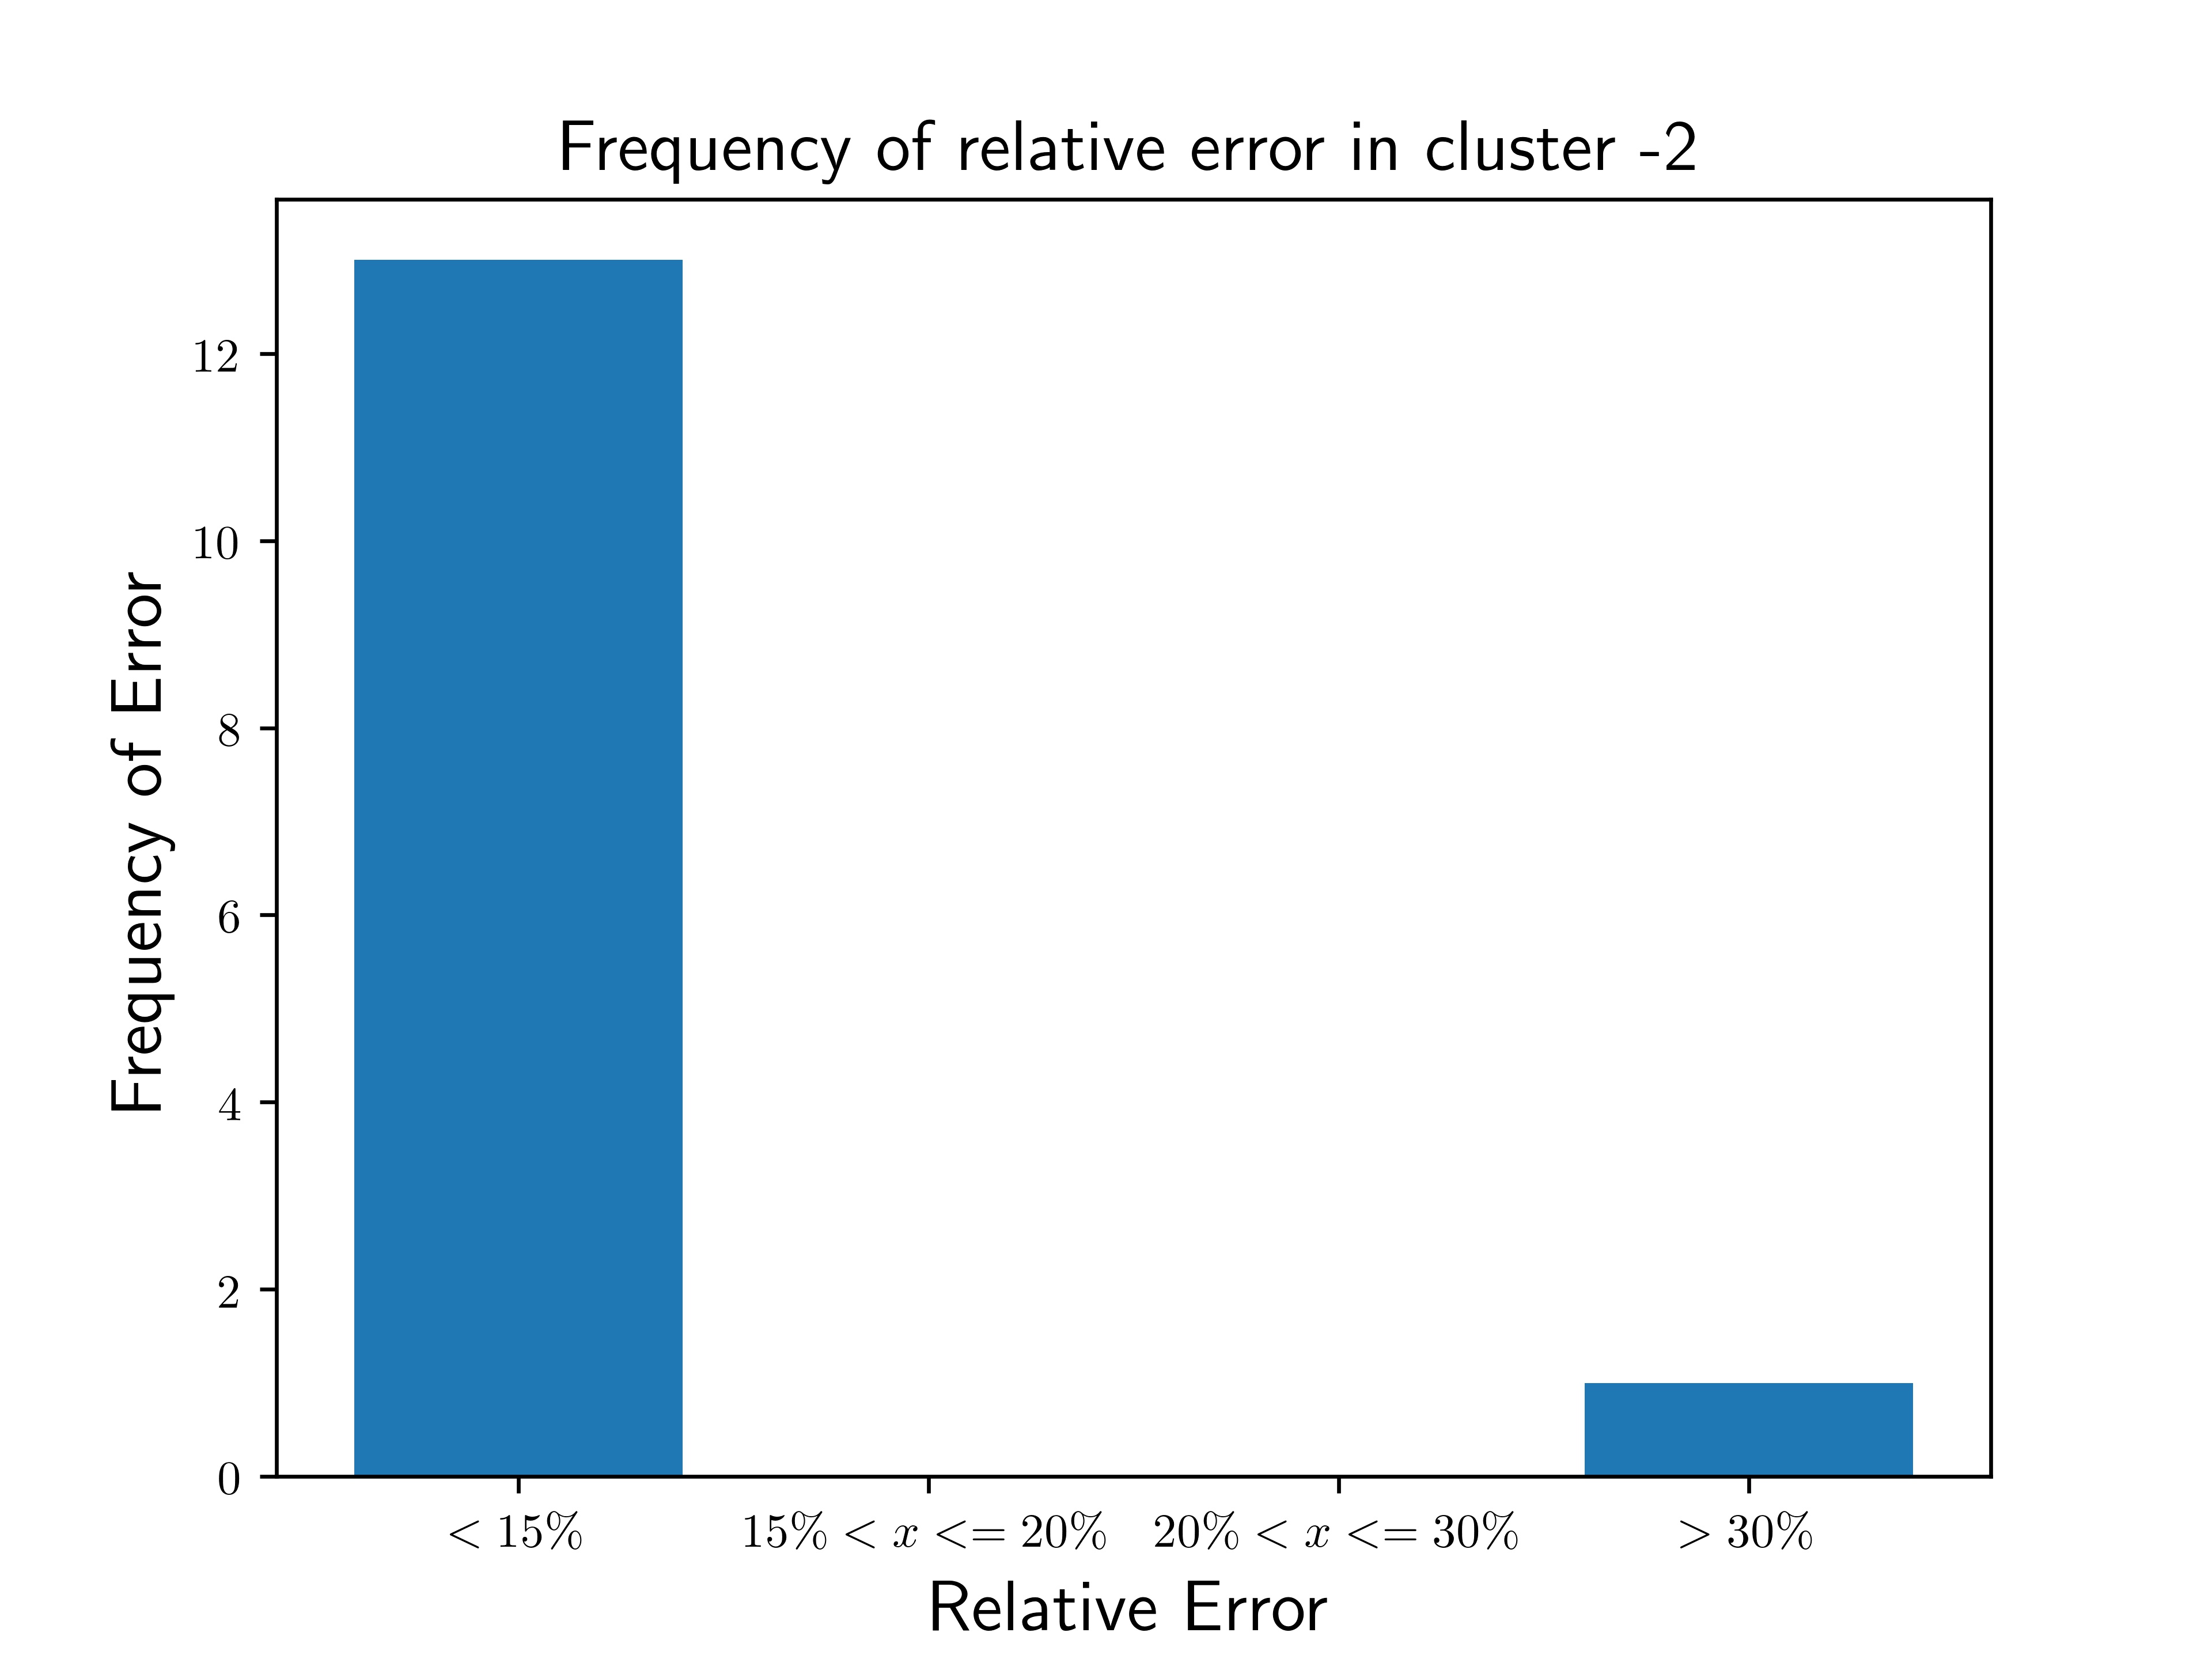 Frequency of relative error in cluster -2
Frequency of Error
12
10
8
6
4
2
0
< 15%
15% < x <= 20%
20% < x <= 30%
> 30%
Relative Error